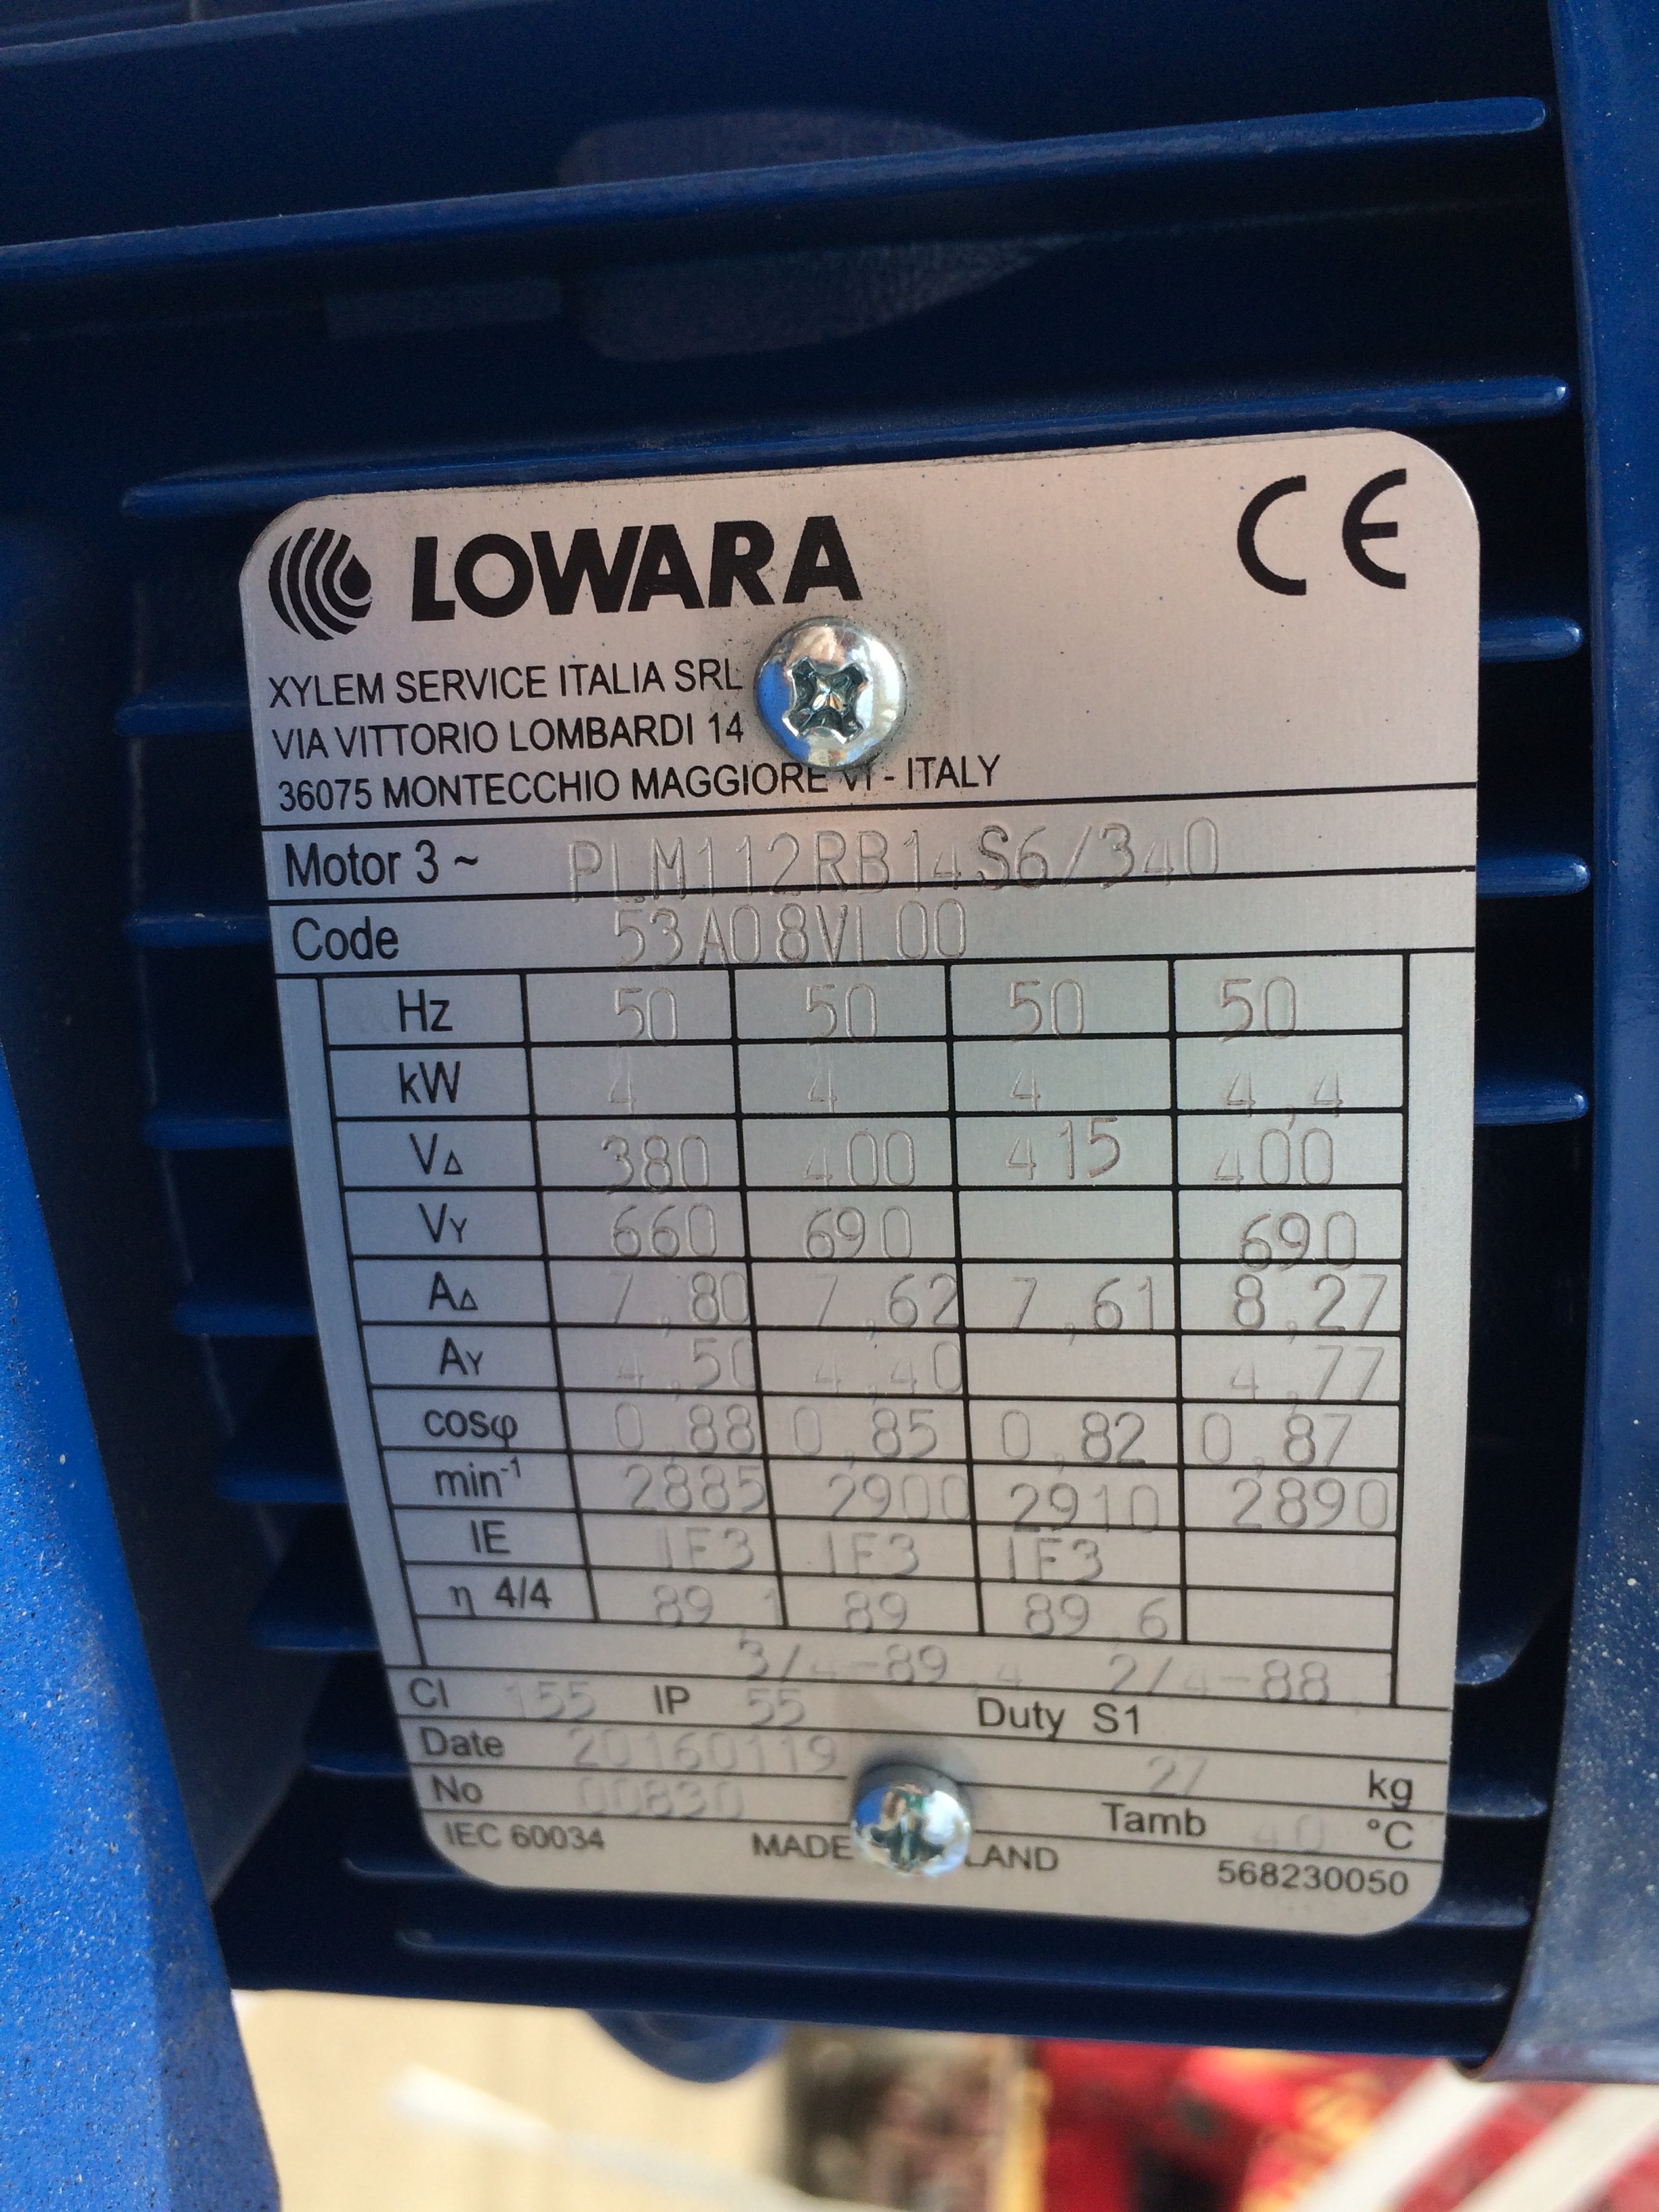 LOWARA CE
XYLEM SERVICE ITALIA SRL
VIA VITTORIO LOMBARDI 14
36075 MONTECCHIO MAGGIORE VI - ITALY
Motor 3 ~ PLM112RB14S6/340
Code 53A08VL00
Hz 50 50 50 50
kW 4 4 4 4,4
VΔ 380 400 415 400
VY 660 690 690
AΔ 7,80 7,62 7,61 8,27
AY 4,50 4,40 4,77
cosφ 0,88 0,85 0,82 0,87
min-1 2885 2900 2910 2890
IE IE3 IE3 IE3
η 4/4 89,1 89 89,6
3/4-89,4 2/4-88
Cl 155 IP 55 Duty S1
Date 20160119 27 kg
No 00830 Tamb 40 °C
IEC 60034 MADE LAND 568230050